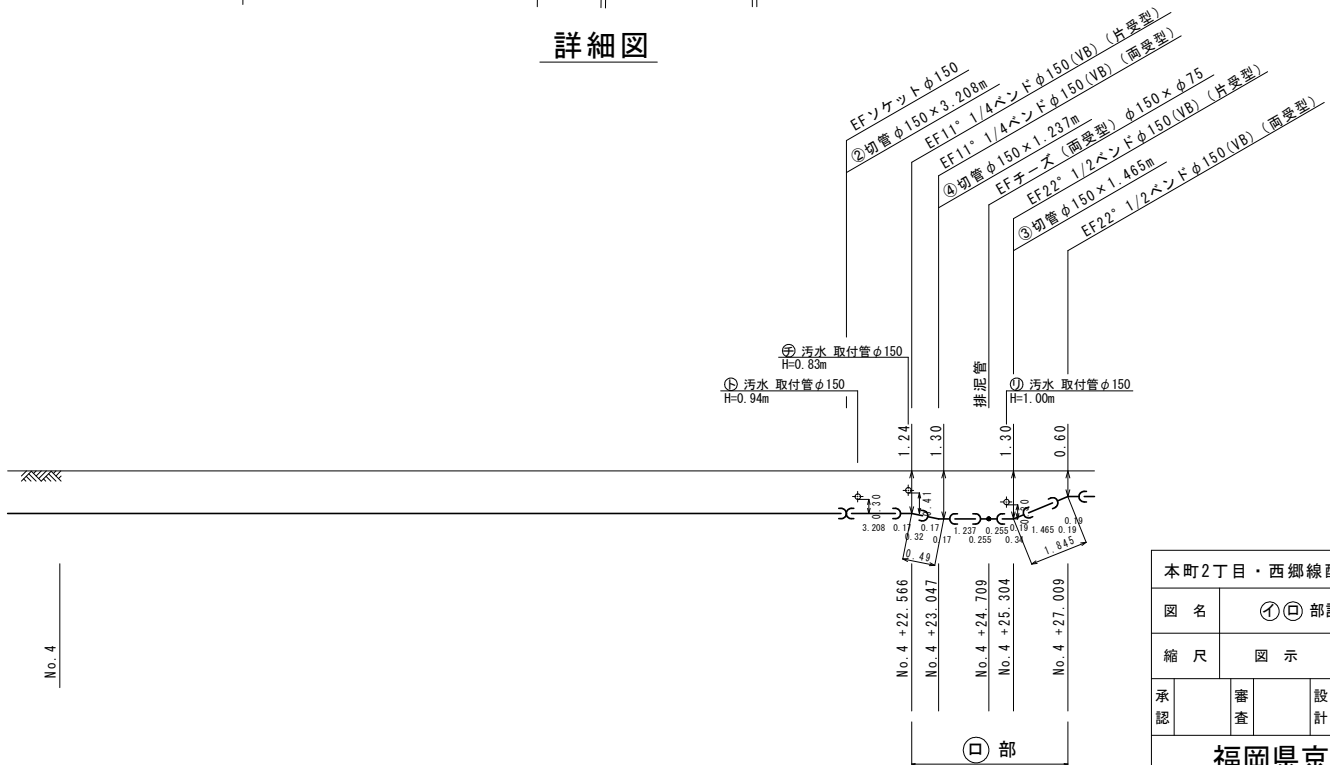 詳細図
EFソケットφ150
②切管φ150×3.208m
EF11° 1/4ベンドφ150(VB) (片受型)
EF11° 1/4ベンドφ150(VB) (両受型)
④切管φ150×1.237m
EFチーズ (両受型) φ150×φ75
EF22° 1/2ベンドφ150(VB) (片受型)
③切管φ150×1.465m
EF22° 1/2ベンドφ150(VB) (両受型)
㋠ 汚水 取付管φ150
H=0.83m
㋣ 汚水 取付管φ150
H=0.94m
排泥管
㋷ 汚水 取付管φ150
H=1.00m
1.24
1.30
1.30
0.60
0.30
0.41
3.208
0.17
0.17
0.32
0.17
1.237
0.255
0.255
0.19
0.34
1.465
0.19
0.19
0.49
1.845
No.4
No.4 +22.566
No.4 +23.047
No.4 +24.709
No.4 +25.304
No.4 +27.009
㋺ 部
本町2丁目・西郷線
図 名
㋑㋺ 部
縮 尺
図 示
承認
審査
設計
福岡県京